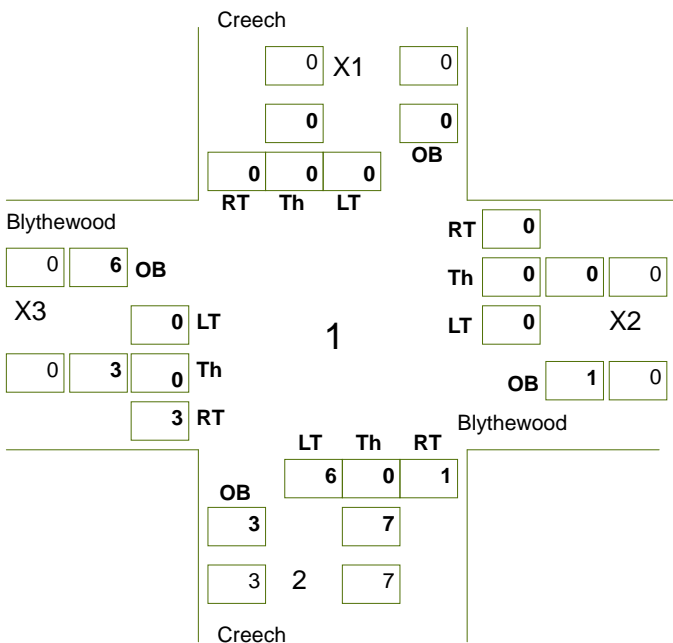 Creech
0 X1 0
0 0
OB
0 0 0
RT Th LT
Blythewood
RT 0
0 6 OB
Th 0 0 0
X3
0 LT
1
LT 0 X2
0 3 0 Th
OB 1 0
3 RT
Blythewood
LT Th RT
6 0 1
OB
3 7
3 2 7
Creech